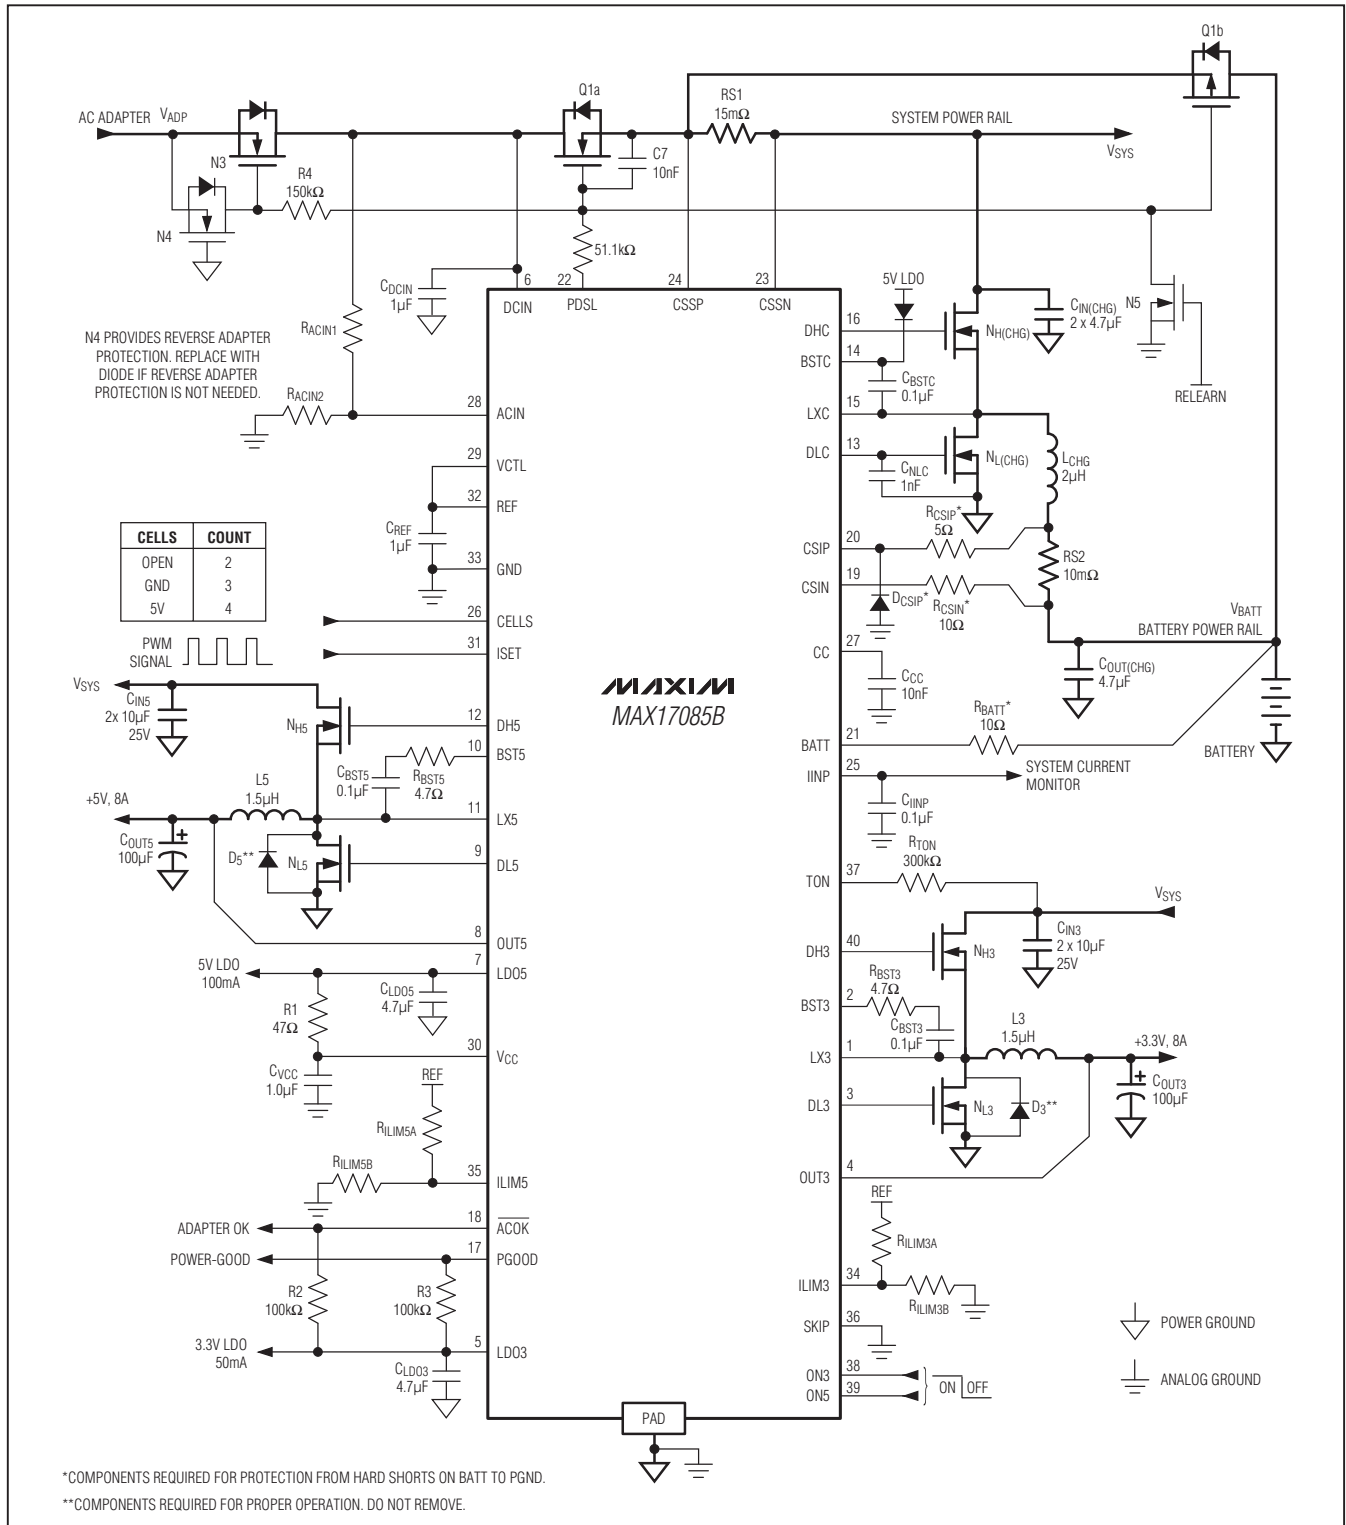 Q1b
Q1a
RS1
15mΩ
AC ADAPTER
VADP
SYSTEM POWER RAIL
VSYS
C7
10nF
N3
R4
150kΩ
N4
51.1kΩ
6
22
24
23
CDCIN
1µF
DCIN
PDSL
CSSP
CSSN
5V LDO
N5
CIN(CHG)
2 x 4.7µF
16
DHC
NH(CHG)
N4 PROVIDES REVERSE ADAPTER
PROTECTION. REPLACE WITH
DIODE IF REVERSE ADAPTER
PROTECTION IS NOT NEEDED.
RACIN1
14
BSTC
CBSTC
0.1µF
RELEARN
RACIN2
28
ACIN
15
LXC
13
DLC
CNLC
1nF
NL(CHG)
LCHG
2µH
29
VCTL
32
REF
CREF
1µF
33
GND
RCSIP*
5Ω
20
CSIP
RS2
10mΩ
19
CSIN
DCSIP*
RCSIN*
10Ω
CELLS COUNT
OPEN 2
GND 3
5V 4
26
CELLS
31
ISET
PWM
SIGNAL
VBATT
BATTERY POWER RAIL
27
CC
CCC
10nF
COUT(CHG)
4.7µF
MAXIM
MAX17085B
VSYS
CIN5
2x 10µF
25V
NH5
12
DH5
10
BST5
CBST5
0.1µF
RBST5
4.7Ω
RBATT*
10Ω
21
BATT
BATTERY
25
IINP
SYSTEM CURRENT
MONITOR
CIINP
0.1µF
+5V, 8A
L5
1.5µH
11
LX5
COUT5
100µF
D5**
NL5
9
DL5
RTON
300kΩ
37
TON
VSYS
CIN3
2 x 10µF
25V
8
OUT5
40
DH3
NH3
7
LDO5
5V LDO
100mA
CLDO5
4.7µF
R1
47Ω
RBST3
4.7Ω
2
BST3
CBST3
0.1µF
L3
1.5µH
+3.3V, 8A
30
VCC
CVCC
1.0µF
1
LX3
COUT3
100µF
3
DL3
NL3
D3**
REF
RILIM5A
RILIM5B
35
ILIM5
4
OUT3
REF
18
ACOK
ADAPTER OK
17
PGOOD
POWER-GOOD
RILIM3A
34
ILIM3
RILIM3B
R2
100kΩ
R3
100kΩ
36
SKIP
POWER GROUND
5
LDO3
3.3V LDO
50mA
CLDO3
4.7µF
38
ON3
39
ON5
ON OFF
ANALOG GROUND
PAD
*COMPONENTS REQUIRED FOR PROTECTION FROM HARD SHORTS ON BATT TO PGND.
**COMPONENTS REQUIRED FOR PROPER OPERATION. DO NOT REMOVE.